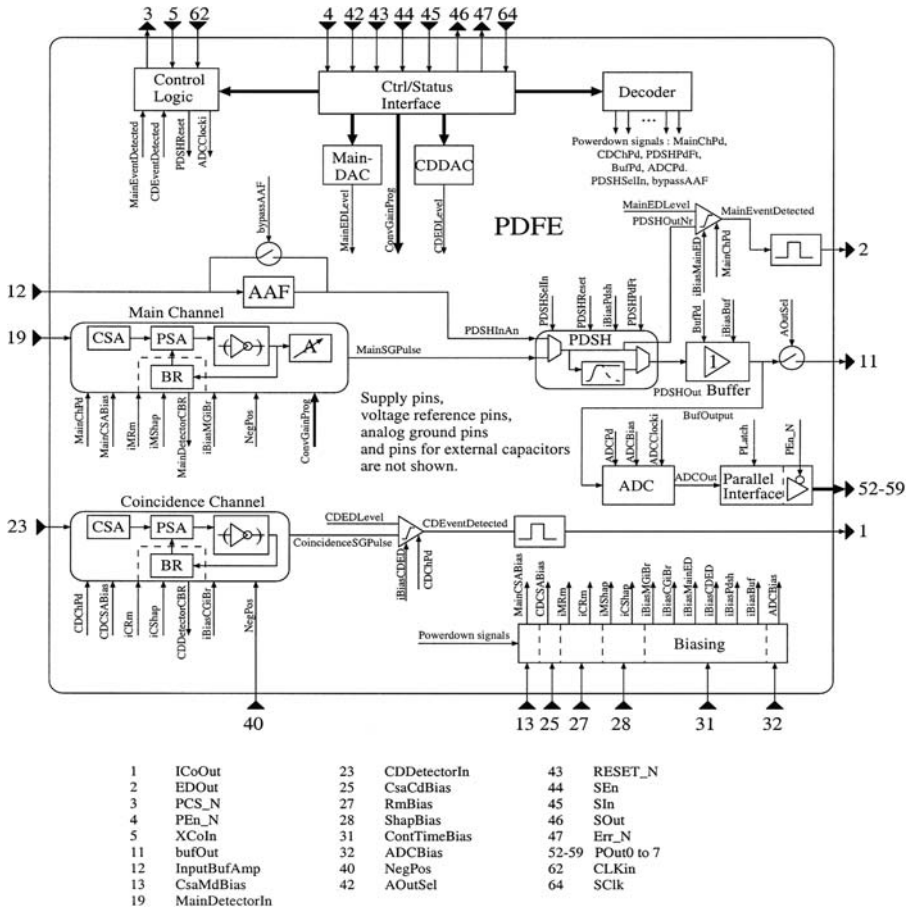 3 5 62 4 42 43 44 45 46 47 64
Control
Logic
Ctrl/Status
Interface
Decoder
MainEventDetected
CDEventDetected
PDSHReset
ADCClocki
Main-
DAC
CDDAC
MainEDLevel
ConvGainProg
CDEDLevel
Powerdown signals : MainChPd,
CDChPd, PDSHPdFt,
BufPd, ADCPd.
PDSHSelIn, bypassAAF
bypassAAF
PDFE
MainEDLevel
PDSHOutNr
MainEventDetected
iBiasMainED
MainChPd
2
12
AAF
PDSHInAn
PDSHSelIn
PDSHReset
iBiasPdsh
PDSHPdFt
BufPd
iBiasBuf
AOutSel
Main Channel
19
CSA
PSA
BR
A
MainSGPulse
PDSH
1
Buffer
11
PDSHOut
BufOutput
MainChPd
MainCSABias
iMRm
iMShap
MainDetectorCBR
iBiasMGiBr
NegPos
ConvGainProg
Supply pins,
voltage reference pins,
analog ground pins
and pins for external capacitors
are not shown.
ADCPd
ADCBias
ADCClocki
PLatch
PEn_N
ADC
ADCOut
Parallel
Interface
52-59
Coincidence Channel
23
CSA
PSA
BR
CDEDLevel
CoincidenceSGPulse
CDEventDetected
iBiasCDED
CDChPd
1
CDChPd
CDCSABias
iCRm
iCShap
CDDetectorCBR
iBiasCGiBr
NegPos
MainCSABias
CDCSABias
iMRm
iCRm
iMShap
iCShap
iBiasMGiBr
iBiasCGiBr
iBiasMainED
iBiasCDED
iBiasPdsh
iBiasBuf
ADCBias
Powerdown signals
Biasing
40 13 25 27 28 31 32
1 ICoOut
2 EDOut
3 PCS_N
4 PEn_N
5 XCoIn
11 bufOut
12 InputBufAmp
13 CsaMdBias
19 MainDetectorIn
23 CDDetectorIn
25 CsaCdBias
27 RmBias
28 ShapBias
31 ContTimeBias
32 ADCBias
40 NegPos
42 AOutSel
43 RESET_N
44 SEn
45 SIn
46 SOut
47 Err_N
52-59 POut0 to 7
62 CLKin
64 SClk